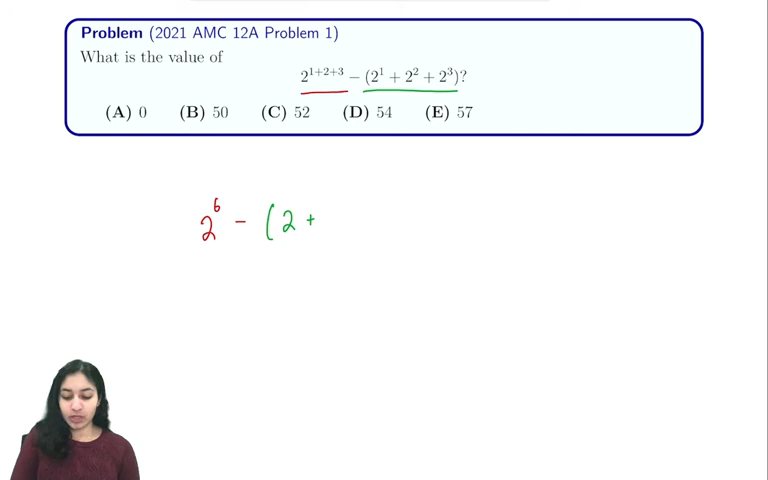 Problem (2021 AMC 12A Problem 1)
What is the value of
2^{1+2+3} − (2^1 + 2^2 + 2^3)?
(A) 0 (B) 50 (C) 52 (D) 54 (E) 57
2^6 − (2 +